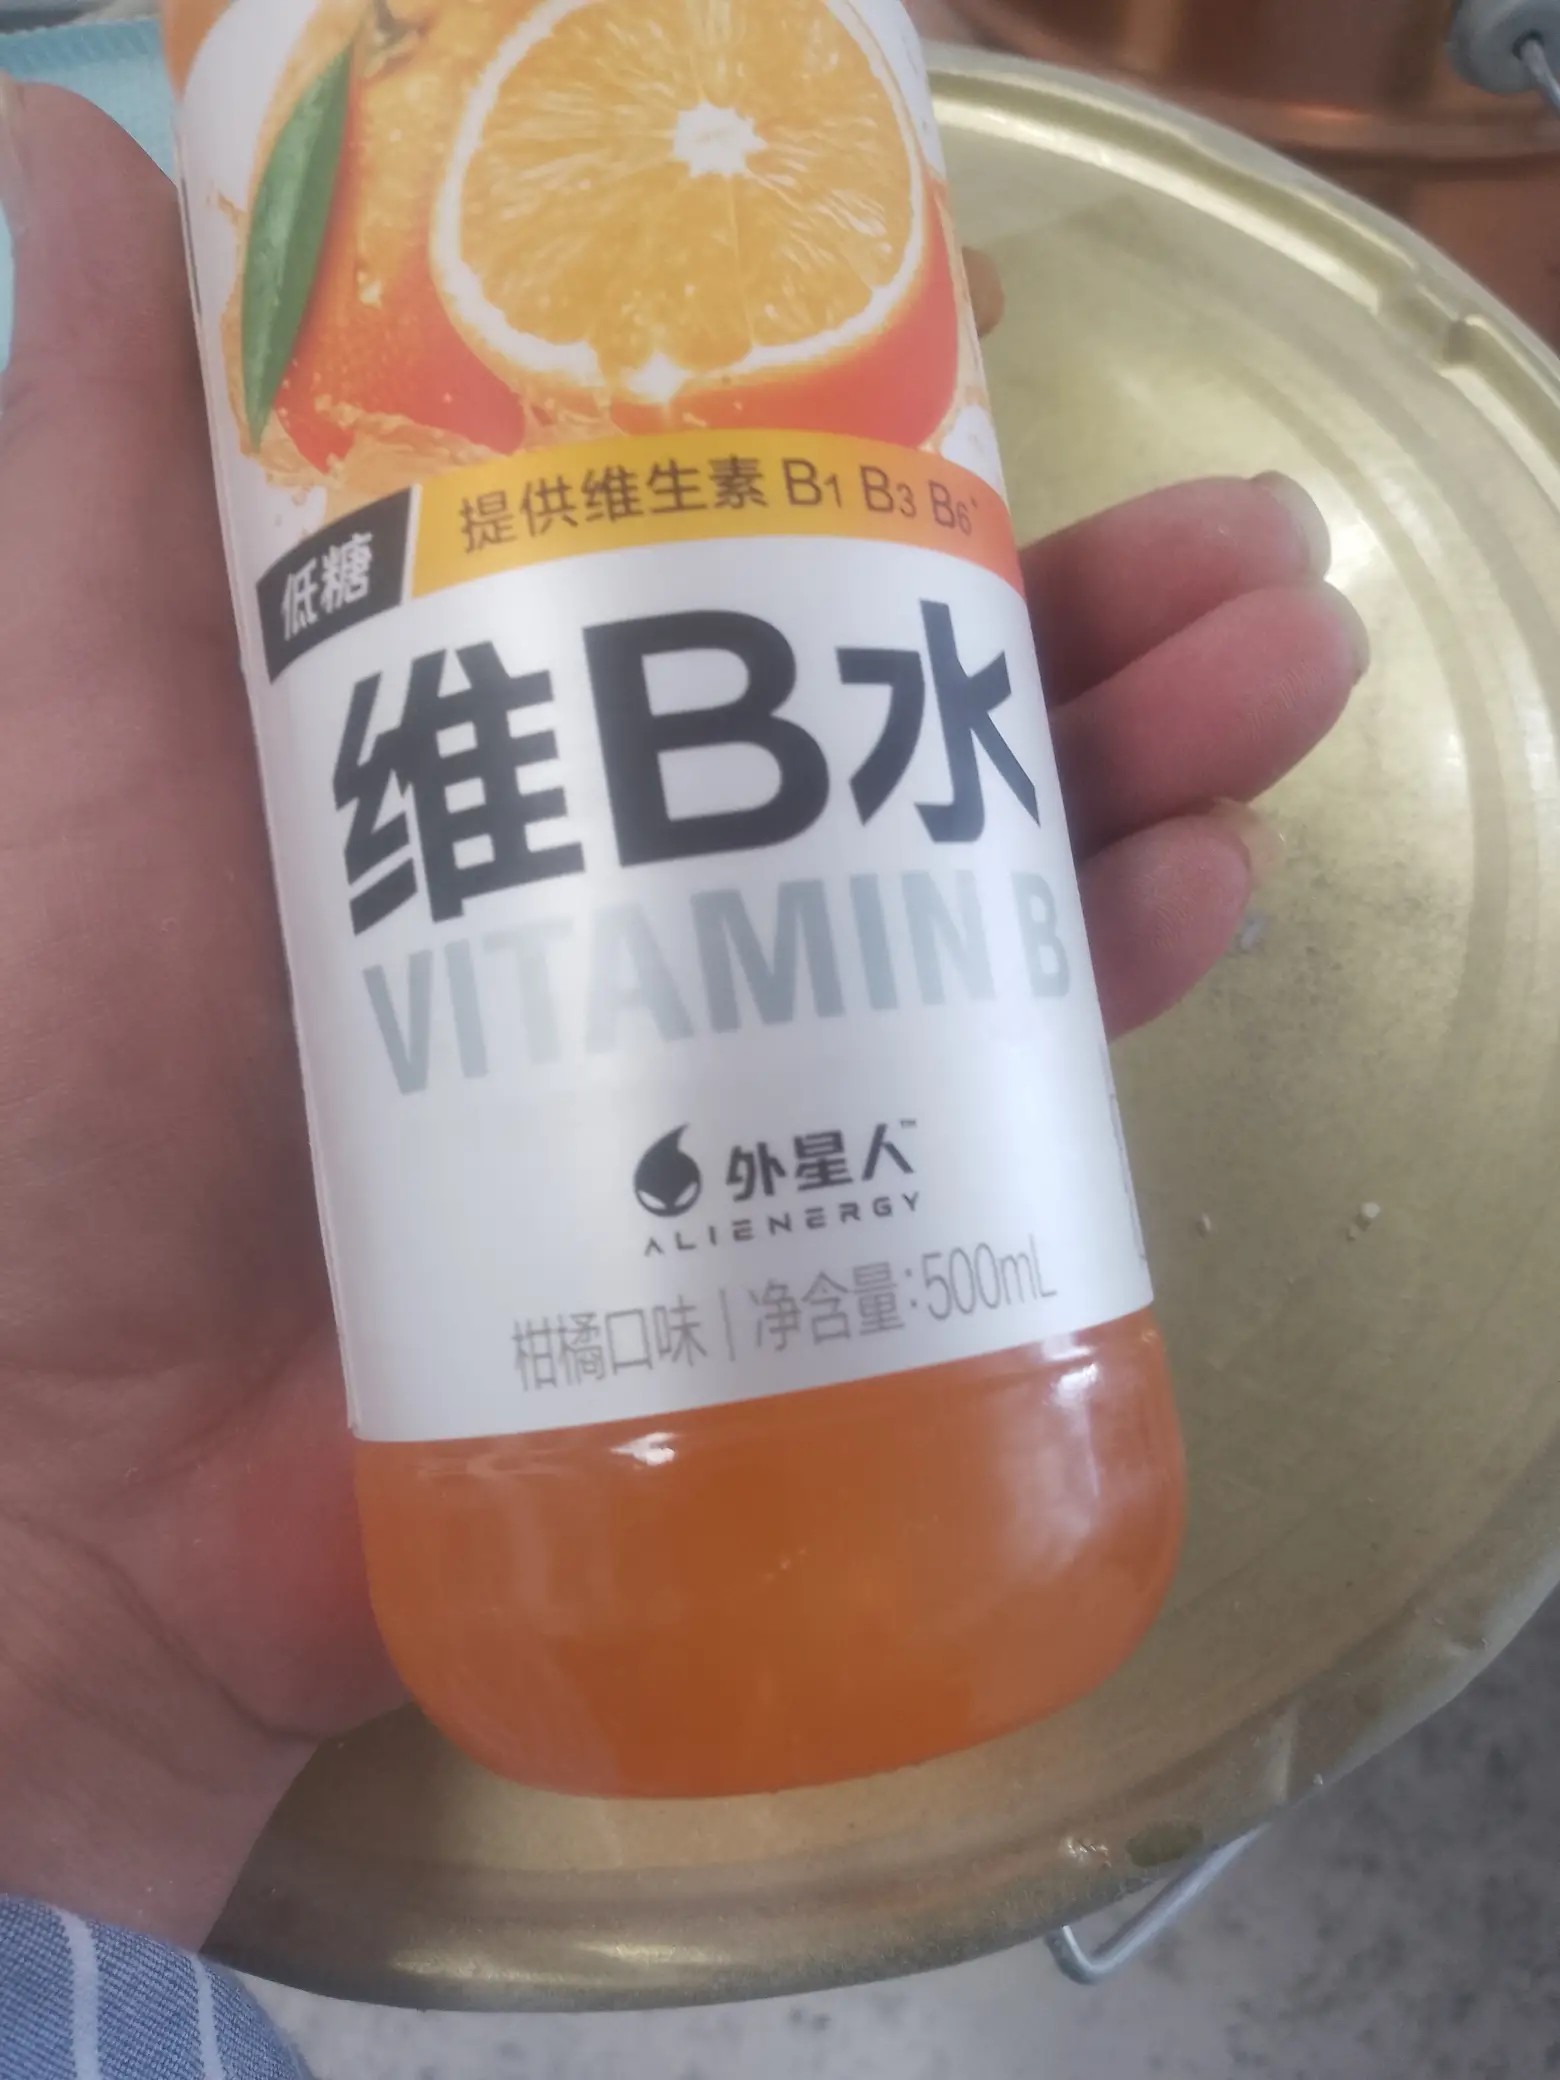 提供维生素 B1 B3 B6*
低糖
维B水
VITAMIN B
外星人™
ALIENERGY
柑橘口味 | 净含量:500mL